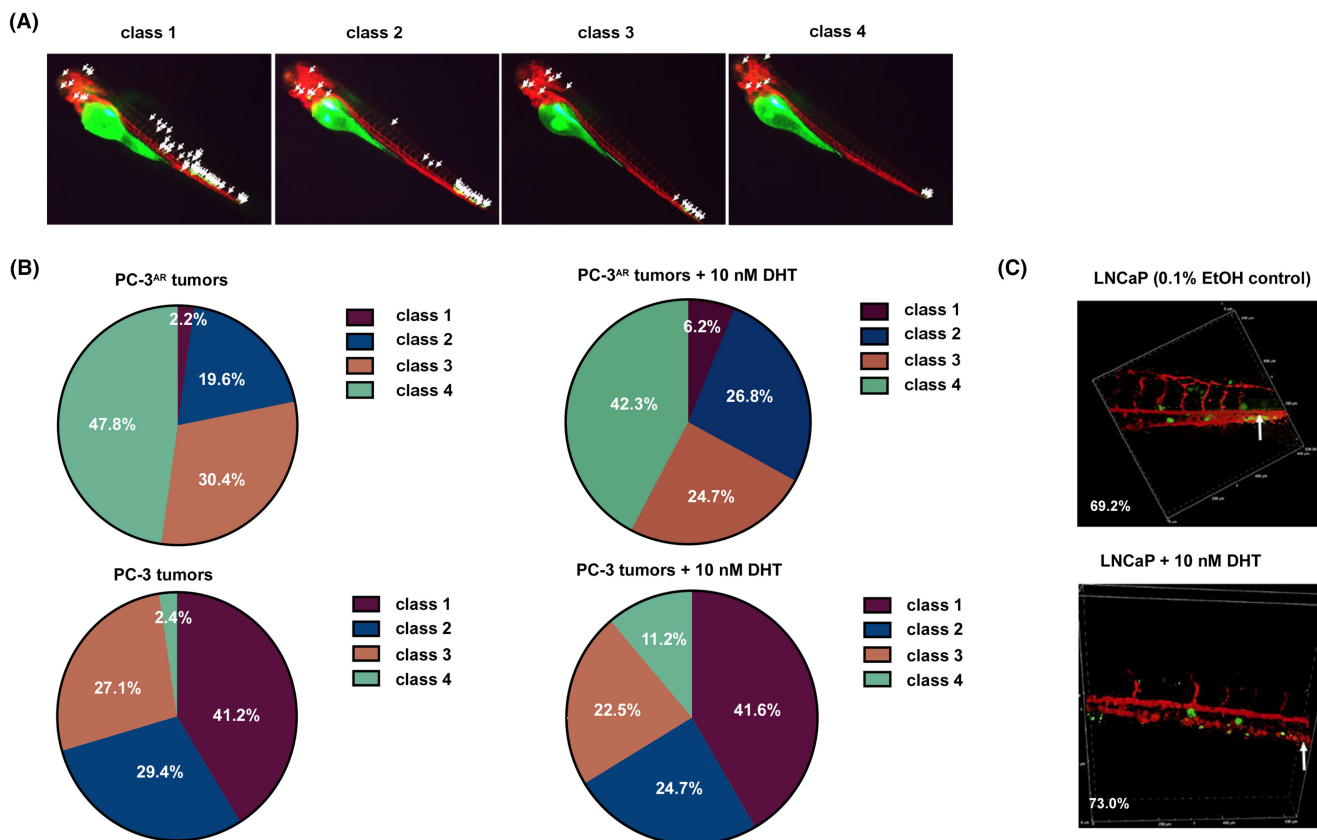 (A)
class 1
class 2
class 3
class 4
(B)
PC-3ᴬᴿ tumors
2.2%
19.6%
30.4%
47.8%
class 1
class 2
class 3
class 4
PC-3ᴬᴿ tumors + 10 nM DHT
6.2%
26.8%
24.7%
42.3%
class 1
class 2
class 3
class 4
PC-3 tumors
2.4%
41.2%
29.4%
27.1%
class 1
class 2
class 3
class 4
PC-3 tumors + 10 nM DHT
11.2%
41.6%
24.7%
22.5%
class 1
class 2
class 3
class 4
(C)
LNCaP (0.1% EtOH control)
69.2%
LNCaP + 10 nM DHT
73.0%